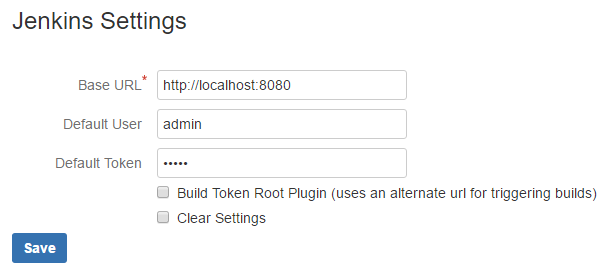 Jenkins Settings
Base URL* http://localhost:8080
Default User admin
Default Token •••••
Build Token Root Plugin (uses an alternate url for triggering builds)
Clear Settings
Save